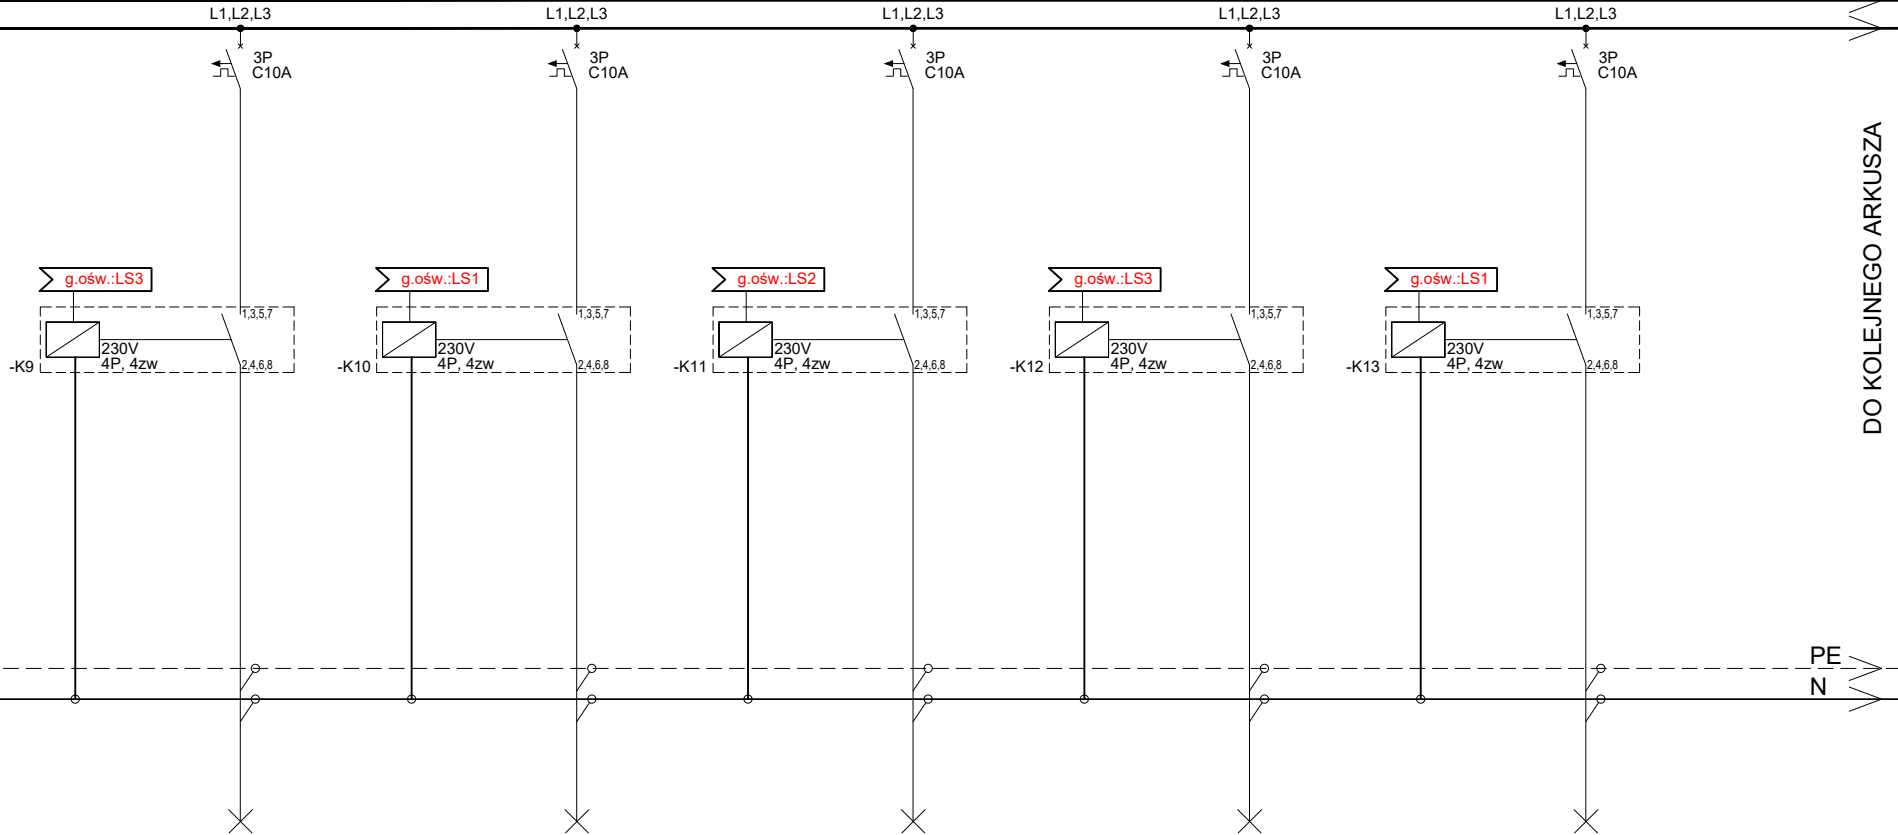 L1,L2,L3
L1,L2,L3
L1,L2,L3
L1,L2,L3
L1,L2,L3
3P
C10A
3P
C10A
3P
C10A
3P
C10A
3P
C10A
DO KOLEJNEGO ARKUSZA
g.ośw.:LS3
g.ośw.:LS1
g.ośw.:LS2
g.ośw.:LS3
g.ośw.:LS1
-K9
230V
4P, 4zw
1,3,5,7
2,4,6,8
-K10
230V
4P, 4zw
1,3,5,7
2,4,6,8
-K11
230V
4P, 4zw
1,3,5,7
2,4,6,8
-K12
230V
4P, 4zw
1,3,5,7
2,4,6,8
-K13
230V
4P, 4zw
1,3,5,7
2,4,6,8
PE
N